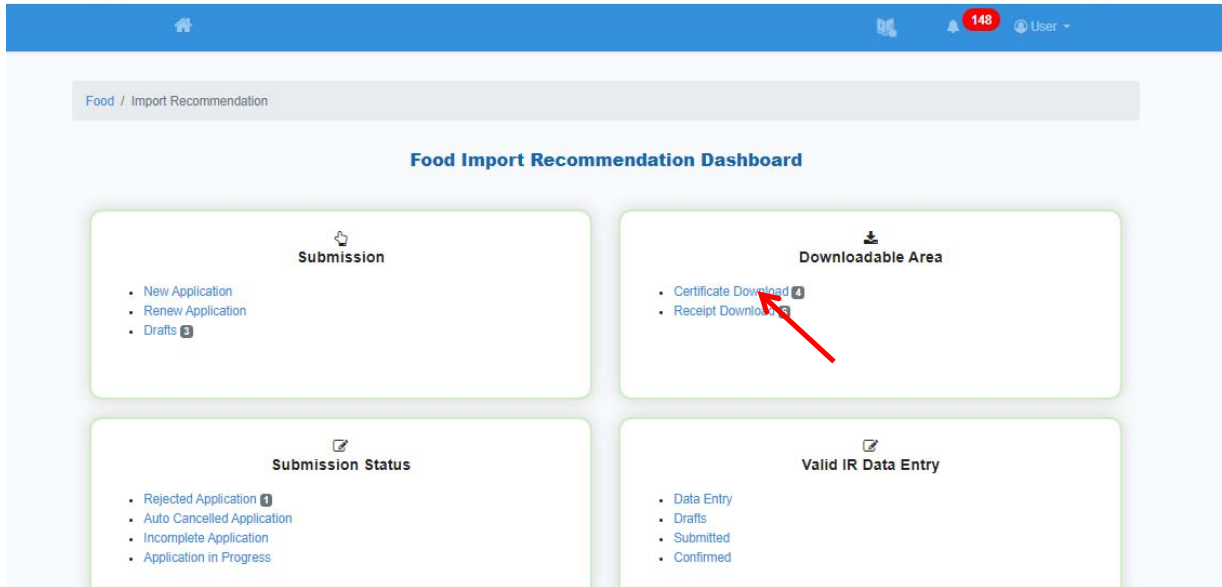 148
User
Food / Import Recommendation
Food Import Recommendation Dashboard
Submission
New Application
Renew Application
Drafts 3
Downloadable Area
Certificate Download 4
Receipt Download
Submission Status
Rejected Application 1
Auto Cancelled Application
Incomplete Application
Application in Progress
Valid IR Data Entry
Data Entry
Drafts
Submitted
Confirmed